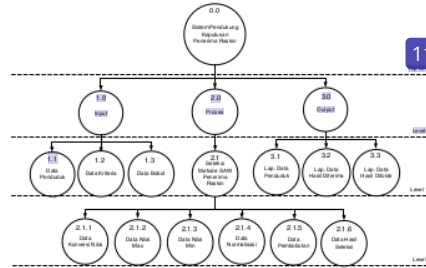 0.0
Sistem Pendukung
Keputusan
Penerima Raskin
11
1.0
Input
2.0
Proses
3.0
Output
Level
1.1
Data
Penduduk
1.2
Data Kriteria
1.3
Data Bobot
2.1
Seleksi
Metode SAW
Penerima
Raskin
3.1
Lap. Data
Penduduk
3.2
Lap. Data
Hasil Diterima
3.3
Lap. Data
Hasil Ditolak
Level
2.1.1
Data
Konversi Nilai
2.1.2
Data Nilai
Max
2.1.3
Data Nilai
Min
2.1.4
Data
Normalisasi
2.1.5
Data
Pembobotan
2.1.6
Data Hasil
Seleksi
Level